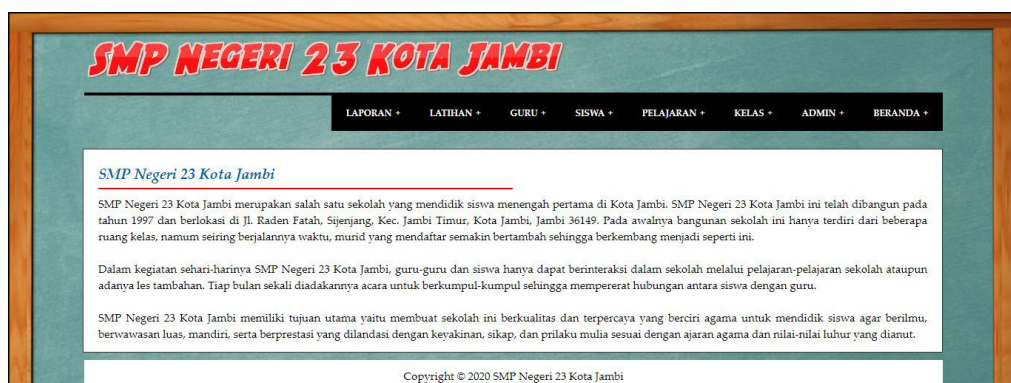 SMP NEGERI 23 KOTA JAMBI
LAPORAN + LATIHAN + GURU + SISWA + PELAJARAN + KELAS + ADMIN + BERANDA +
SMP Negeri 23 Kota Jambi
SMP Negeri 23 Kota Jambi merupakan salah satu sekolah yang mendidik siswa menengah pertama di Kota Jambi. SMP Negeri 23 Kota Jambi ini telah dibangun pada
tahun 1997 dan berlokasi di Jl. Raden Fatah, Sijenjang, Kec. Jambi Timur, Kota Jambi, Jambi 36149. Pada awalnya bangunan sekolah ini hanya terdiri dari beberapa
ruang kelas, namum seiring berjalannya waktu, murid yang mendaftar semakin bertambah sehingga berkembang menjadi seperti ini.
Dalam kegiatan sehari-harinya SMP Negeri 23 Kota Jambi, guru-guru dan siswa hanya dapat berinteraksi dalam sekolah melalui pelajaran-pelajaran sekolah ataupun
adanya les tambahan. Tiap bulan sekali diadakannya acara untuk berkumpul-kumpul sehingga mempererat hubungan antara siswa dengan guru.
SMP Negeri 23 Kota Jambi memiliki tujuan utama yaitu membuat sekolah ini berkualitas dan terpercaya yang berciri agama untuk mendidik siswa agar berilmu,
berwawasan luas, mandiri, serta berprestasi yang dilandasi dengan keyakinan, sikap, dan prilaku mulia sesuai dengan ajaran agama dan nilai-nilai luhur yang dianut.
Copyright © 2020 SMP Negeri 23 Kota Jambi